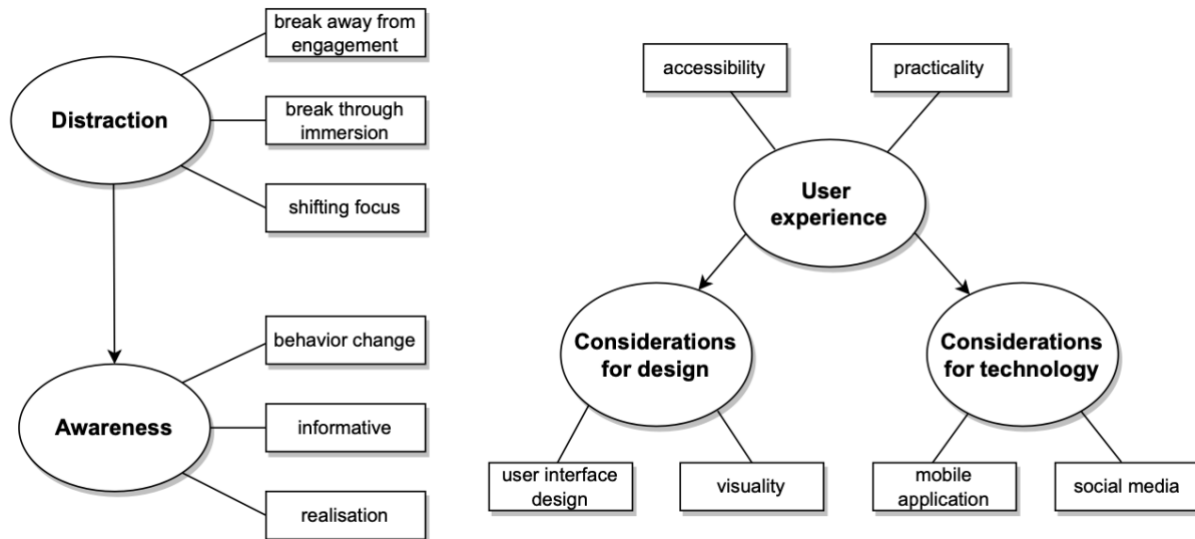 break away from
engagement
Distraction
break through
immersion
shifting focus
behavior change
Awareness
informative
realisation
accessibility
practicality
User
experience
Considerations
for design
Considerations
for technology
user interface
design
visuality
mobile
application
social media